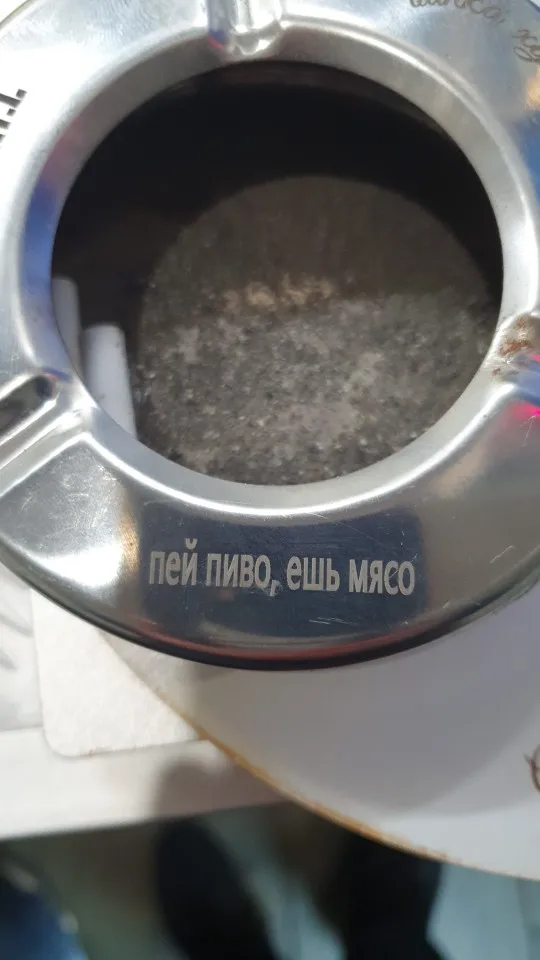 пей пиво, ешь мясо